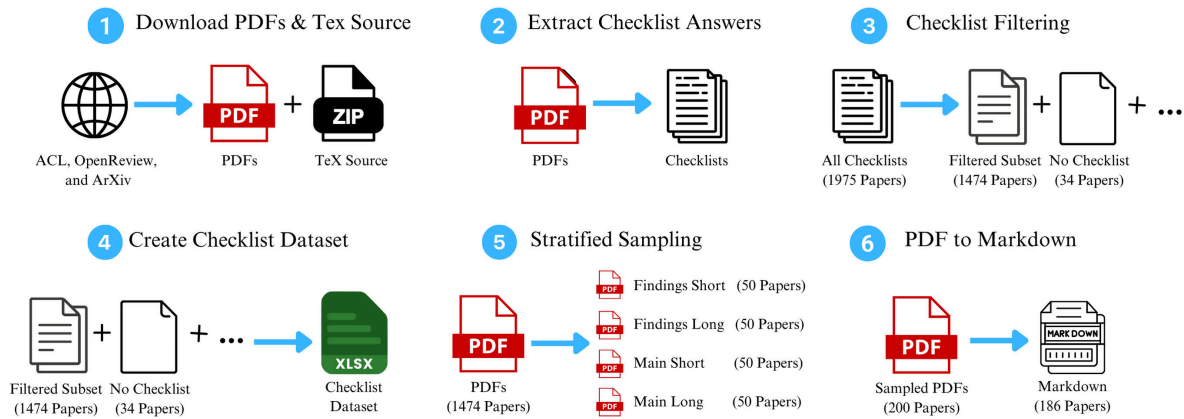 1 Download PDFs & Tex Source
PDF
+
ZIP
ACL, OpenReview,
and ArXiv
PDFs
TeX Source
2 Extract Checklist Answers
PDF
PDFs
Checklists
3 Checklist Filtering
+
+ ...
All Checklists
(1975 Papers)
Filtered Subset
(1474 Papers)
No Checklist
(34 Papers)
4 Create Checklist Dataset
+
+ ...
XLSX
Filtered Subset
(1474 Papers)
No Checklist
(34 Papers)
Checklist
Dataset
5 Stratified Sampling
PDF
PDFs
(1474 Papers)
PDF Findings Short (50 Papers)
PDF Findings Long (50 Papers)
PDF Main Short (50 Papers)
PDF Main Long (50 Papers)
6 PDF to Markdown
PDF
MARK DOWN
Sampled PDFs
(200 Papers)
Markdown
(186 Papers)